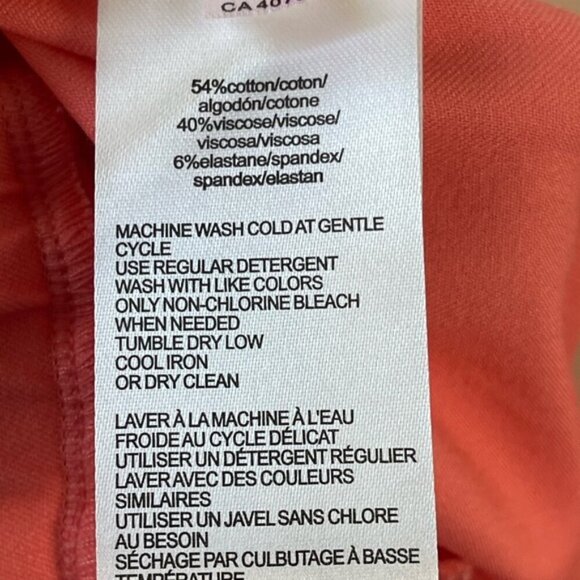 54%cotton/coton/
algodón/cotone
40%viscose/viscose/
viscosa/viscosa
6%elastane/spandex/
spandex/elastan
MACHINE WASH COLD AT GENTLE
CYCLE
USE REGULAR DETERGENT
WASH WITH LIKE COLORS
ONLY NON-CHLORINE BLEACH
WHEN NEEDED
TUMBLE DRY LOW
COOL IRON
OR DRY CLEAN
LAVER À LA MACHINE À L'EAU
FROIDE AU CYCLE DÉLICAT
UTILISER UN DÉTERGENT RÉGULIER
LAVER AVEC DES COULEURS
SIMILAIRES
UTILISER UN JAVEL SANS CHLORE
AU BESOIN
SÉCHAGE PAR CULBUTAGE À BASSE
TEMPÉRATURE